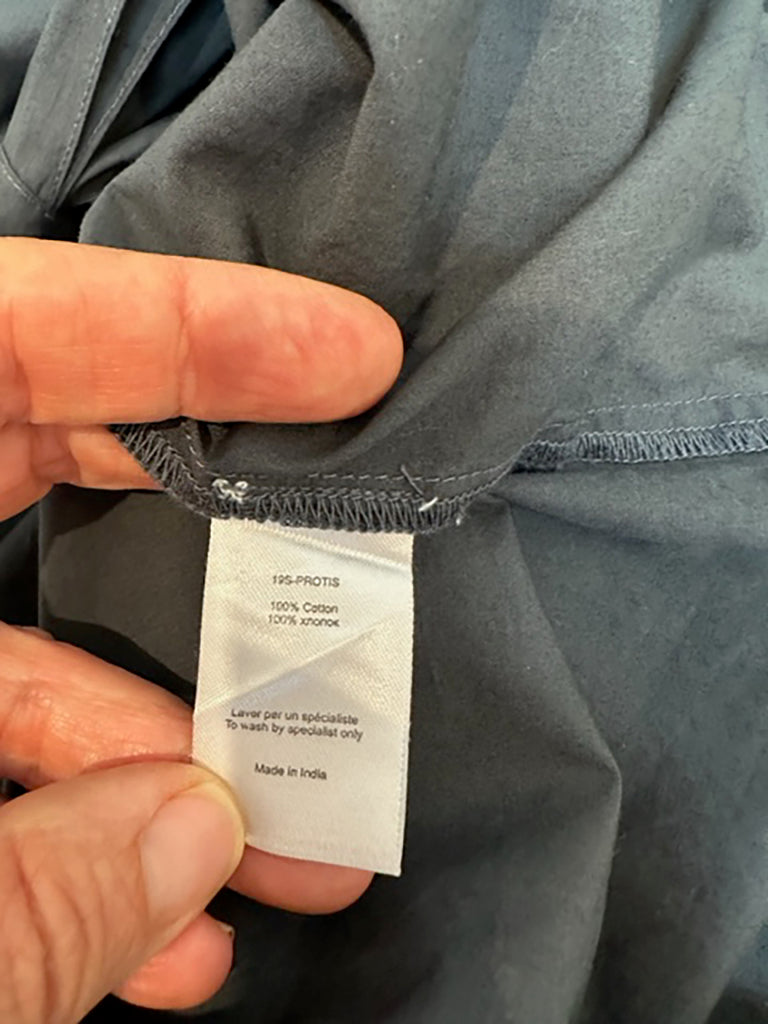 19S-PROTIS
100% Cotton
100% хлопок
Laver par un spécialiste
To wash by specialist only
Made in India